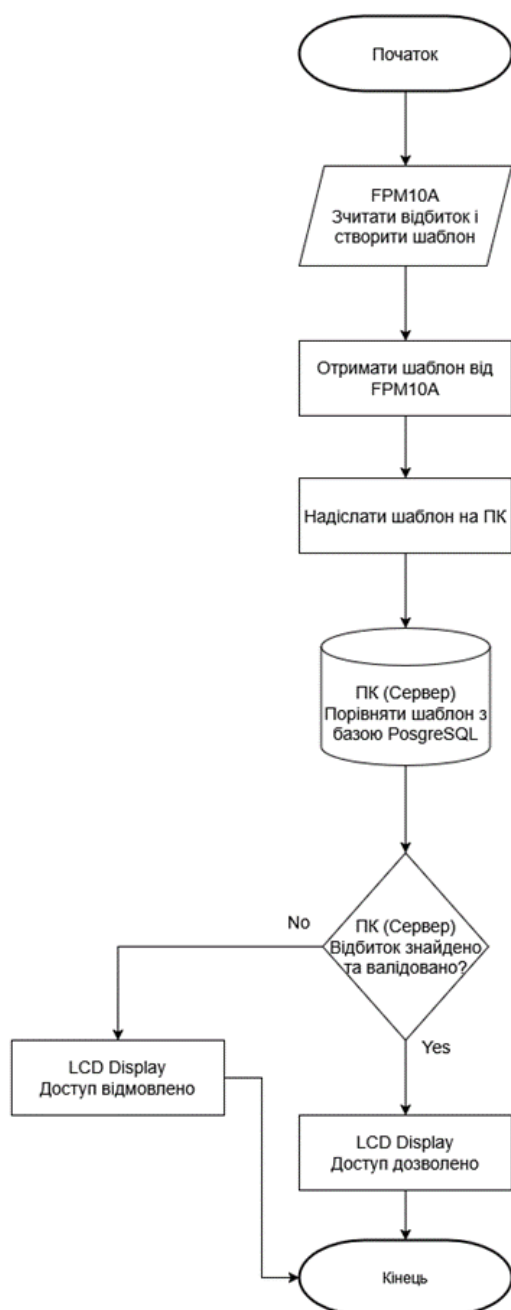 Початок
FPM10A
Зчитати відбиток і
створити шаблон
Отримати шаблон від
FPM10A
Надіслати шаблон на ПК
ПК (Сервер)
Порівняти шаблон з
базою PosgreSQL
ПК (Сервер)
Відбиток знайдено
та валідовано?
No
Yes
LCD Display
Доступ відмовлено
LCD Display
Доступ дозволено
Кінець